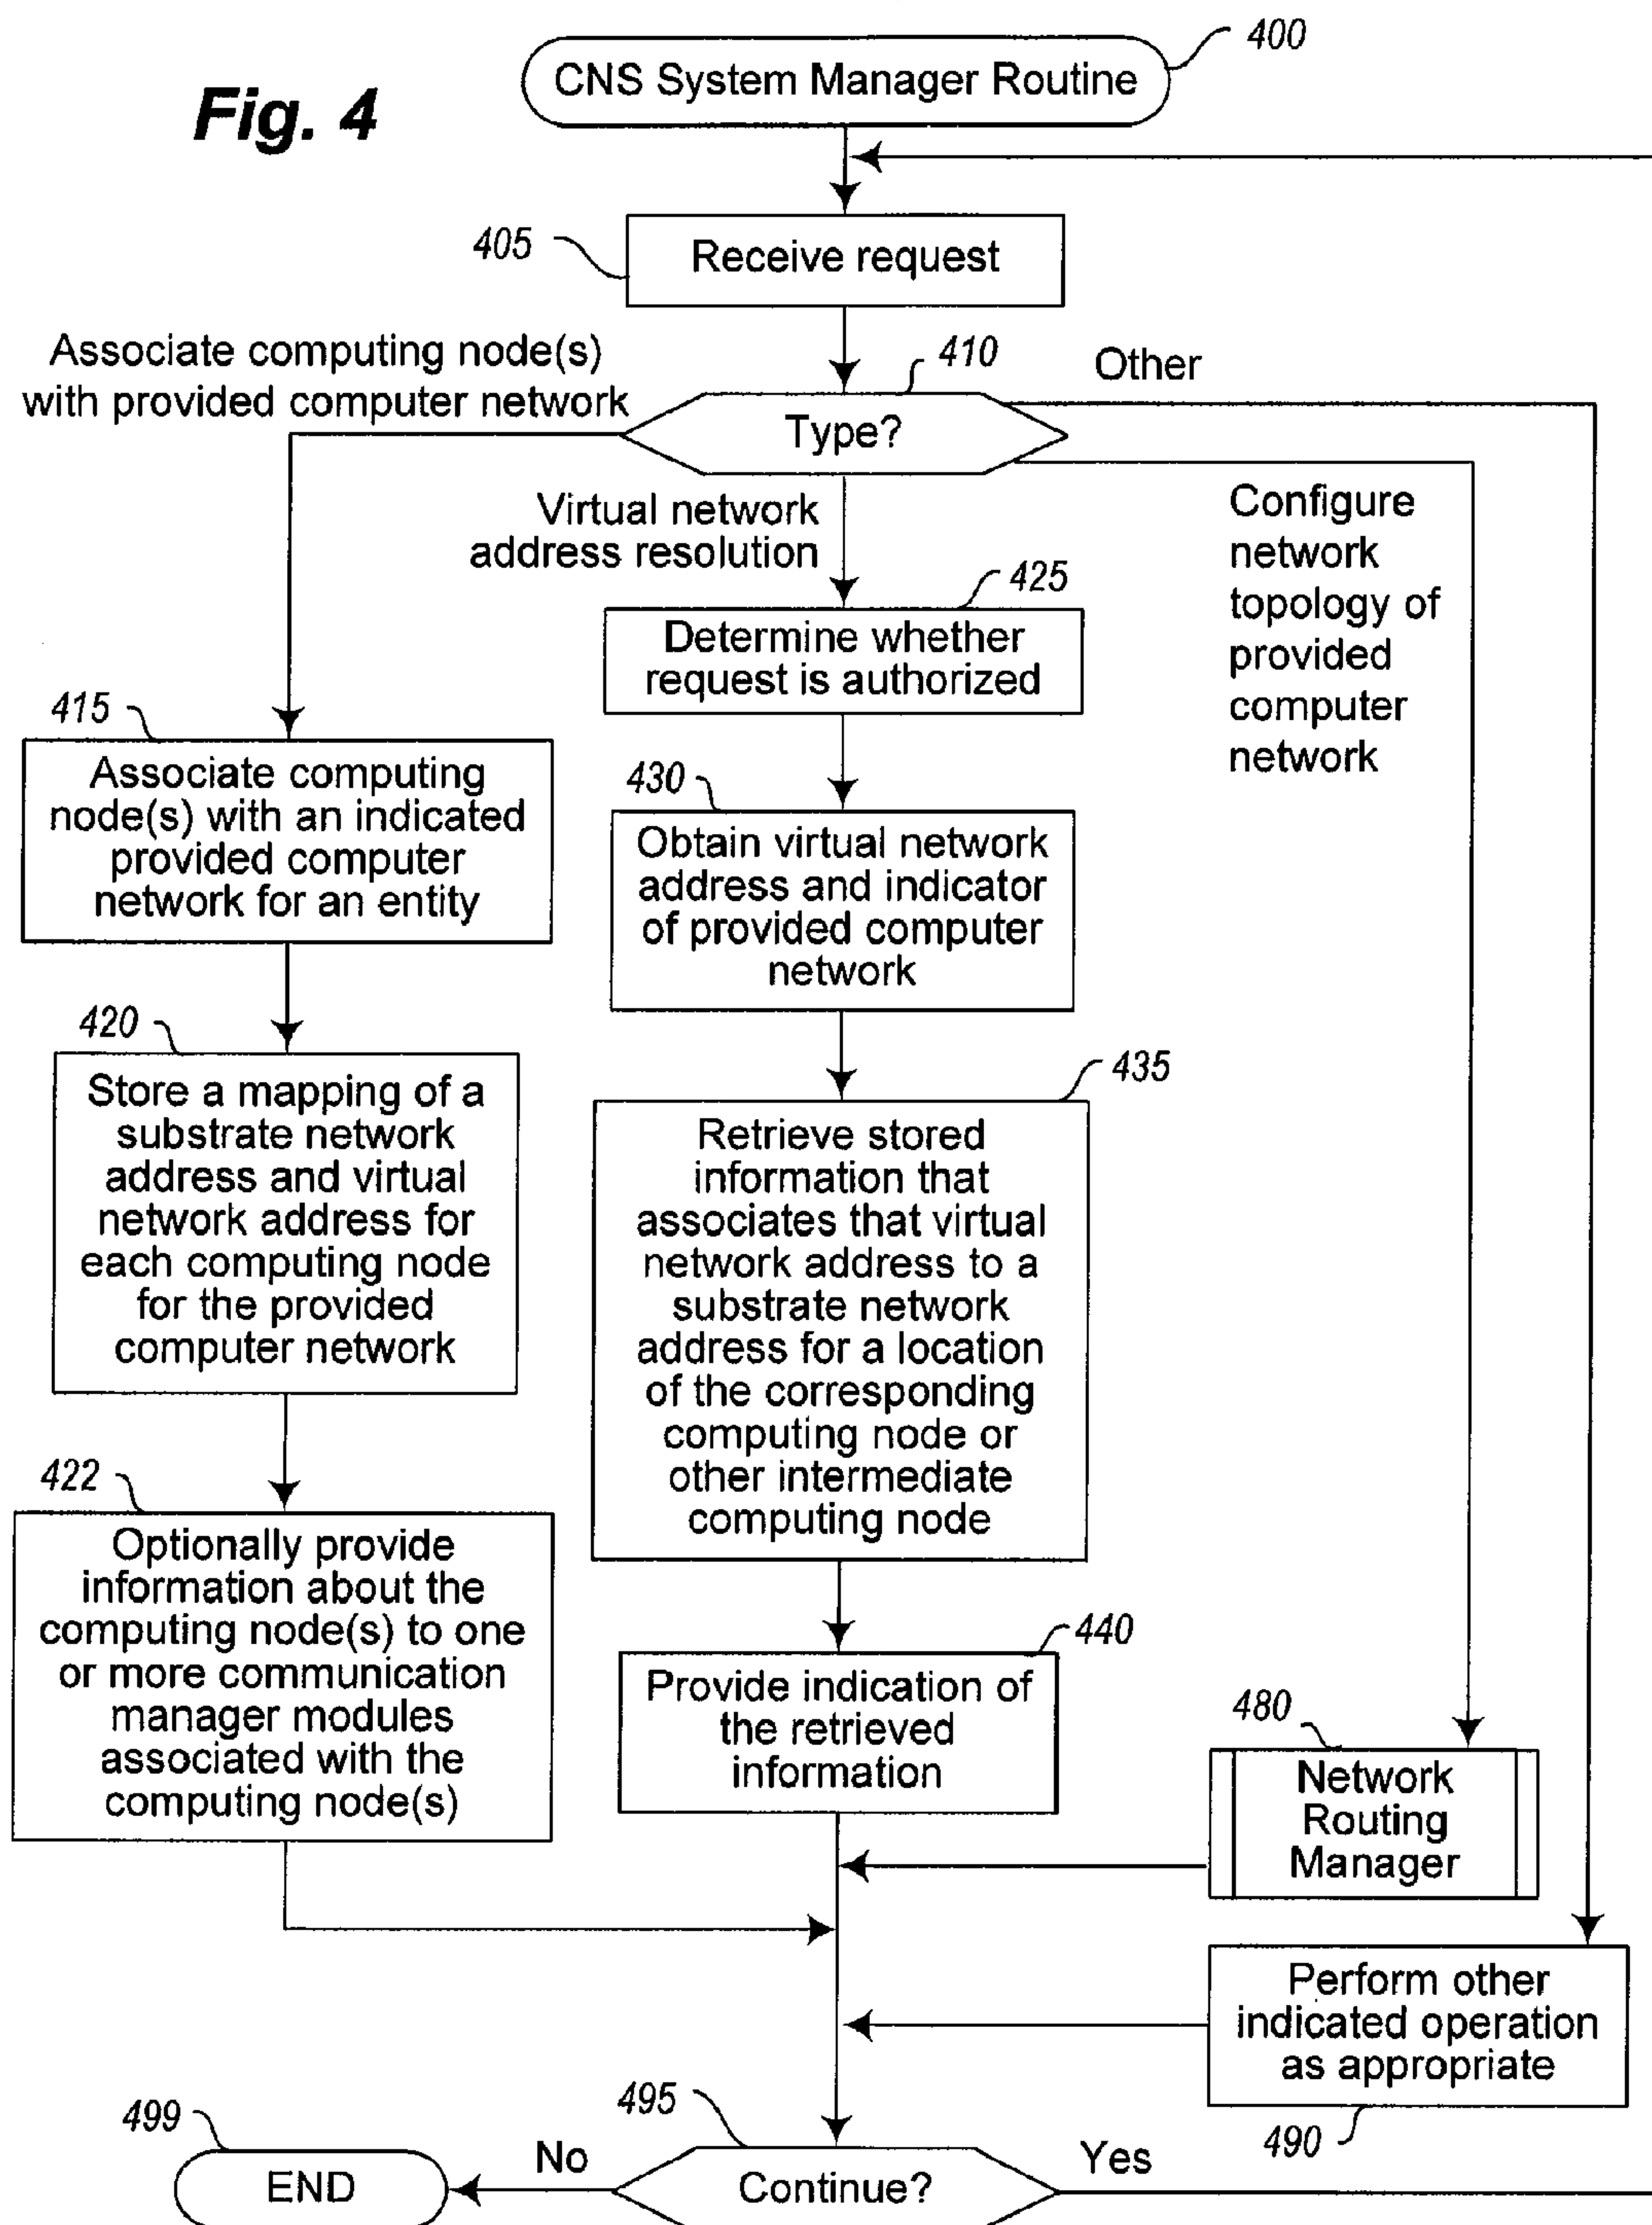 Fig. 4
CNS System Manager Routine
400
405
Receive request
Associate computing node(s)
with provided computer network
410
Type?
Other
Virtual network
address resolution
Configure
network
topology of
provided
computer
network
425
Determine whether
request is authorized
415
Associate computing
node(s) with an indicated
provided computer
network for an entity
430
Obtain virtual network
address and indicator
of provided computer
network
420
Store a mapping of a
substrate network
address and virtual
network address for
each computing node
for the provided
computer network
435
Retrieve stored
information that
associates that virtual
network address to a
substrate network
address for a location
of the corresponding
computing node or
other intermediate
computing node
422
Optionally provide
information about the
computing node(s) to one
or more communication
manager modules
associated with the
computing node(s)
440
Provide indication of
the retrieved
information
480
Network
Routing
Manager
Perform other
indicated operation
as appropriate
490
495
Continue?
Yes
No
499
END